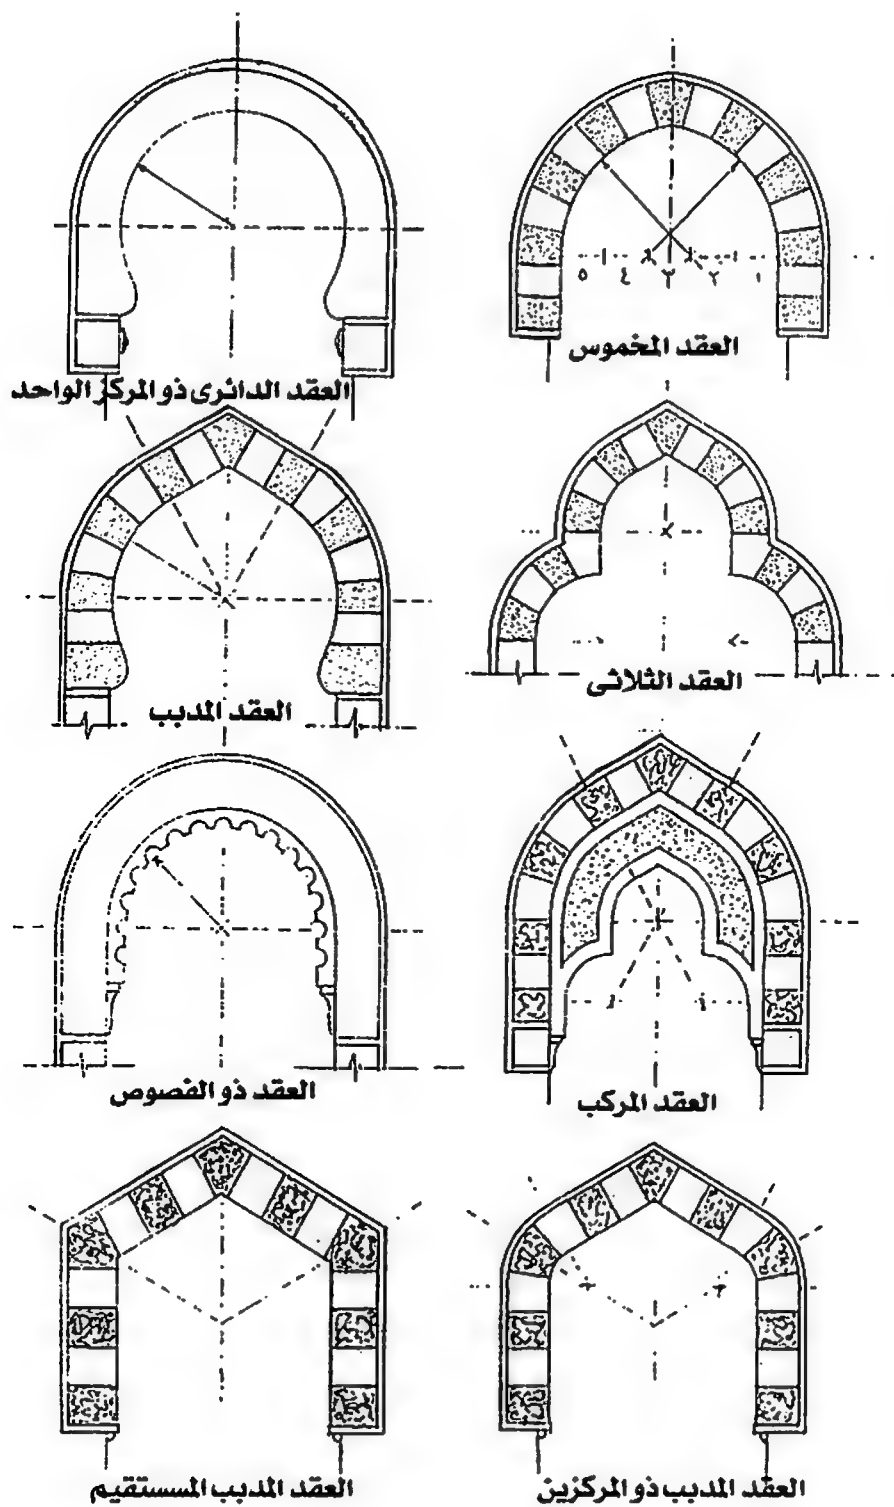 ٥ ٤ ٣ ٢ ١
العقد المخموس
العقد الدائرى ذو المركز الواحد
العقد الثلاثى
العقد المدبب
العقد المركب
العقد ذو الفصوص
العقد المدبب ذو المركزين
العقد المدبب المسستقيم